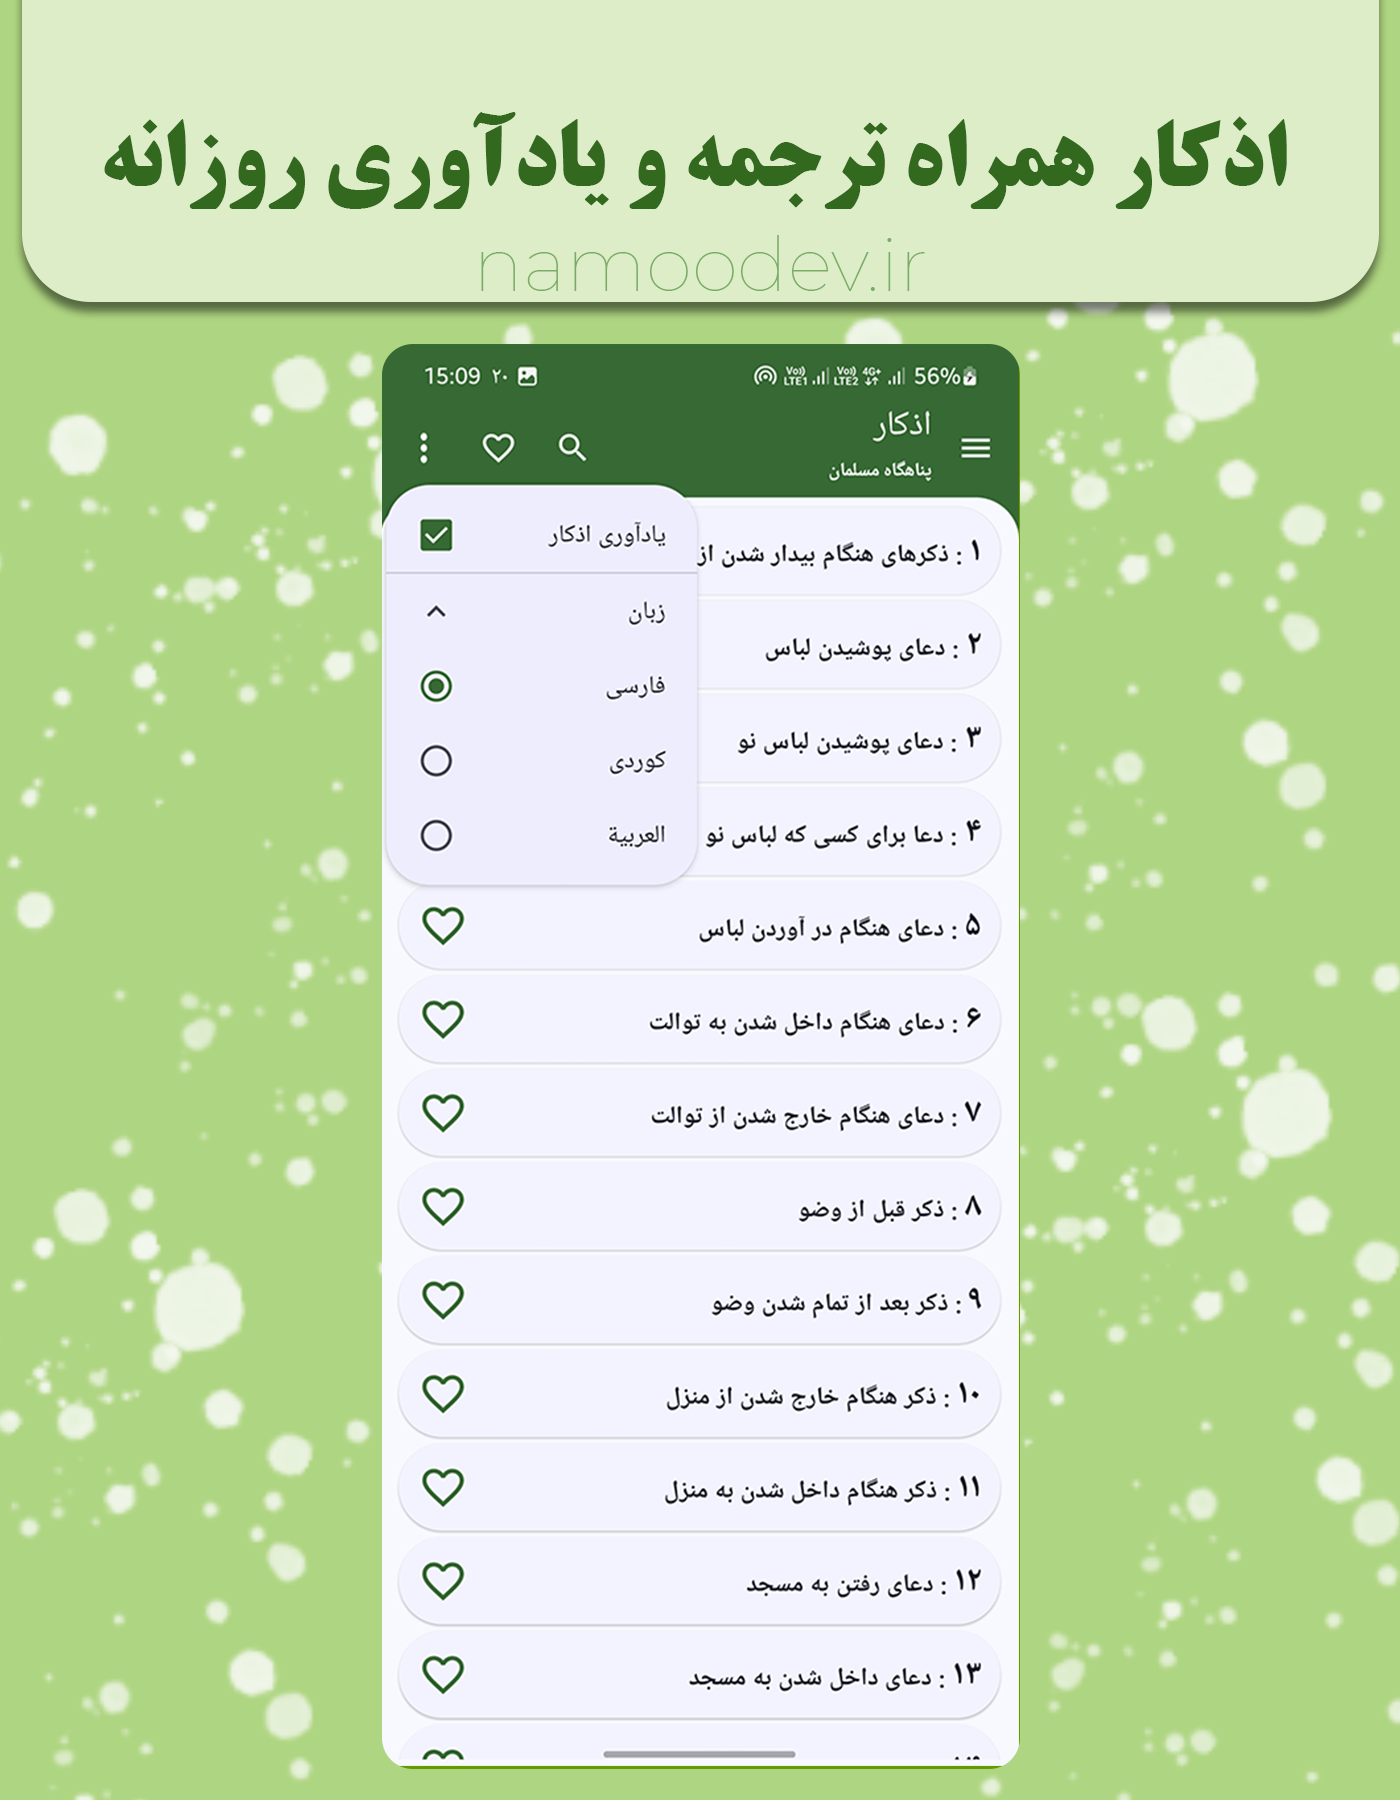 اذکار همراه ترجمه و یادآوری روزانه
namoodev.ir
15:09 ۲۰ Vo)) LTE1 Vo)) LTE2 4G+ 56%
اذکار
پناهگاه مسلمان
یادآوری اذکار
زبان
فارسی
کوردی
العربية
۱ : ذکرهای هنگام بیدار شدن از
۲ : دعای پوشیدن لباس
۳ : دعای پوشیدن لباس نو
۴ : دعا برای کسی که لباس نو
۵ : دعای هنگام در آوردن لباس
۶ : دعای هنگام داخل شدن به توالت
۷ : دعای هنگام خارج شدن از توالت
۸ : ذکر قبل از وضو
۹ : ذکر بعد از تمام شدن وضو
۱۰ : ذکر هنگام خارج شدن از منزل
۱۱ : ذکر هنگام داخل شدن به منزل
۱۲ : دعای رفتن به مسجد
۱۳ : دعای داخل شدن به مسجد